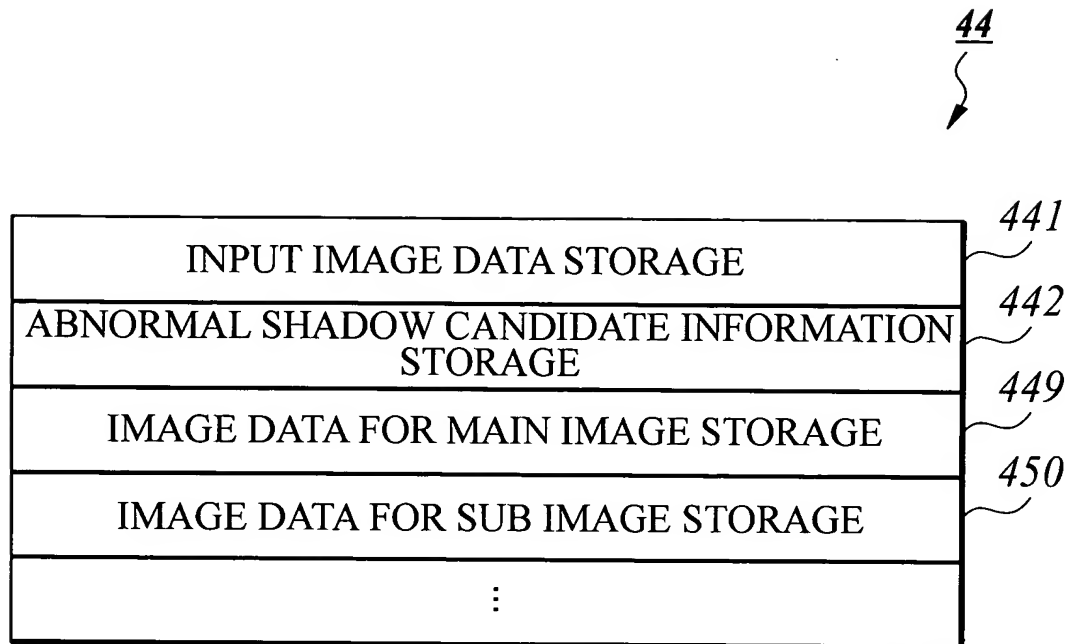 44
441
INPUT IMAGE DATA STORAGE
442
ABNORMAL SHADOW CANDIDATE INFORMATION
STORAGE
449
IMAGE DATA FOR MAIN IMAGE STORAGE
450
IMAGE DATA FOR SUB IMAGE STORAGE
⋮